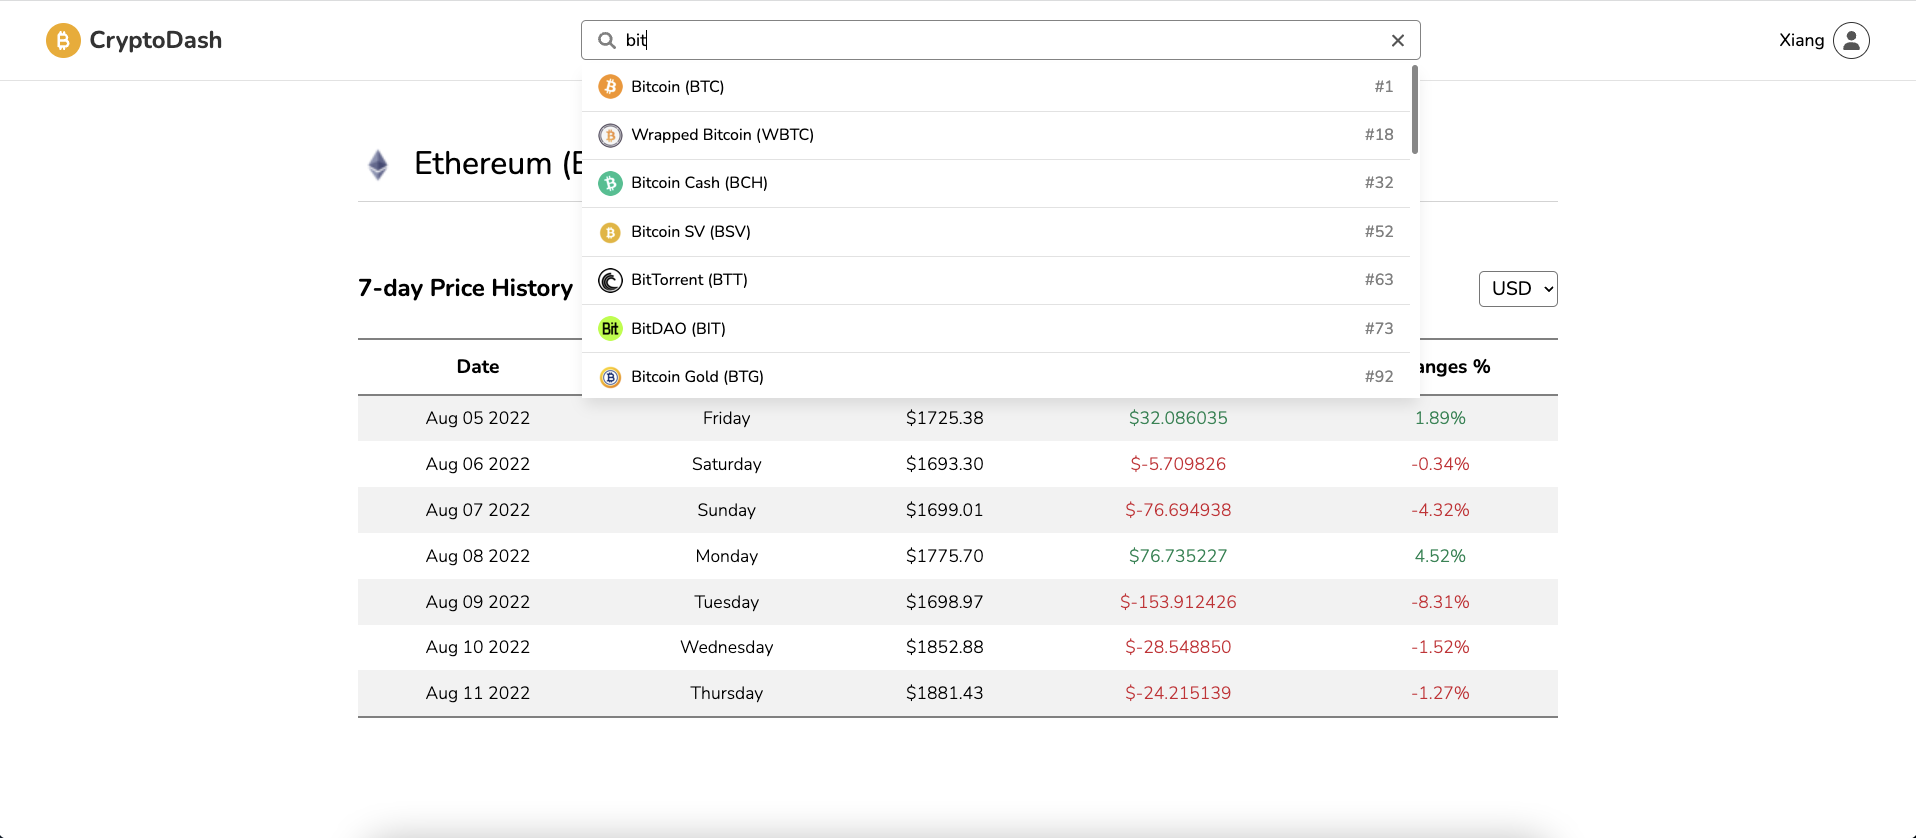 CryptoDash
bit
Xiang
Bitcoin (BTC) #1
Wrapped Bitcoin (WBTC) #18
Bitcoin Cash (BCH) #32
Bitcoin SV (BSV) #52
BitTorrent (BTT) #63
Bit BitDAO (BIT) #73
Bitcoin Gold (BTG) #92
Ethereum (E
7-day Price History USD
Date anges %
Aug 05 2022 Friday $1725.38 $32.086035 1.89%
Aug 06 2022 Saturday $1693.30 $-5.709826 -0.34%
Aug 07 2022 Sunday $1699.01 $-76.694938 -4.32%
Aug 08 2022 Monday $1775.70 $76.735227 4.52%
Aug 09 2022 Tuesday $1698.97 $-153.912426 -8.31%
Aug 10 2022 Wednesday $1852.88 $-28.548850 -1.52%
Aug 11 2022 Thursday $1881.43 $-24.215139 -1.27%